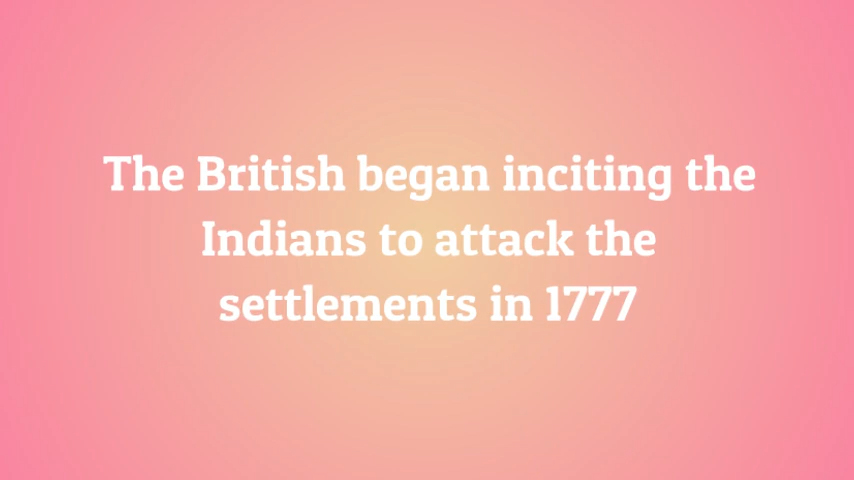 The British began inciting the
Indians to attack the
settlements in 1777